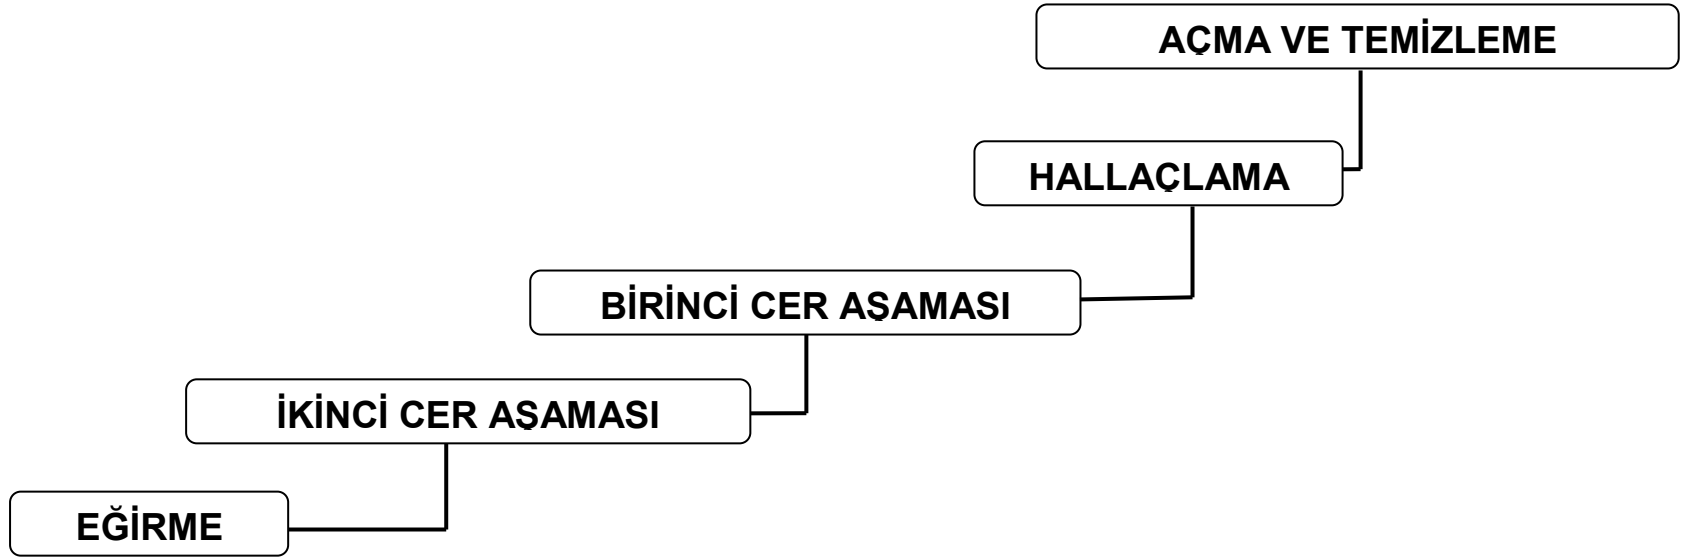 AÇMA VE TEMİZLEME
HALLAÇLAMA
BİRİNCİ CER AŞAMASI
İKİNCİ CER AŞAMASI
EĞİRME